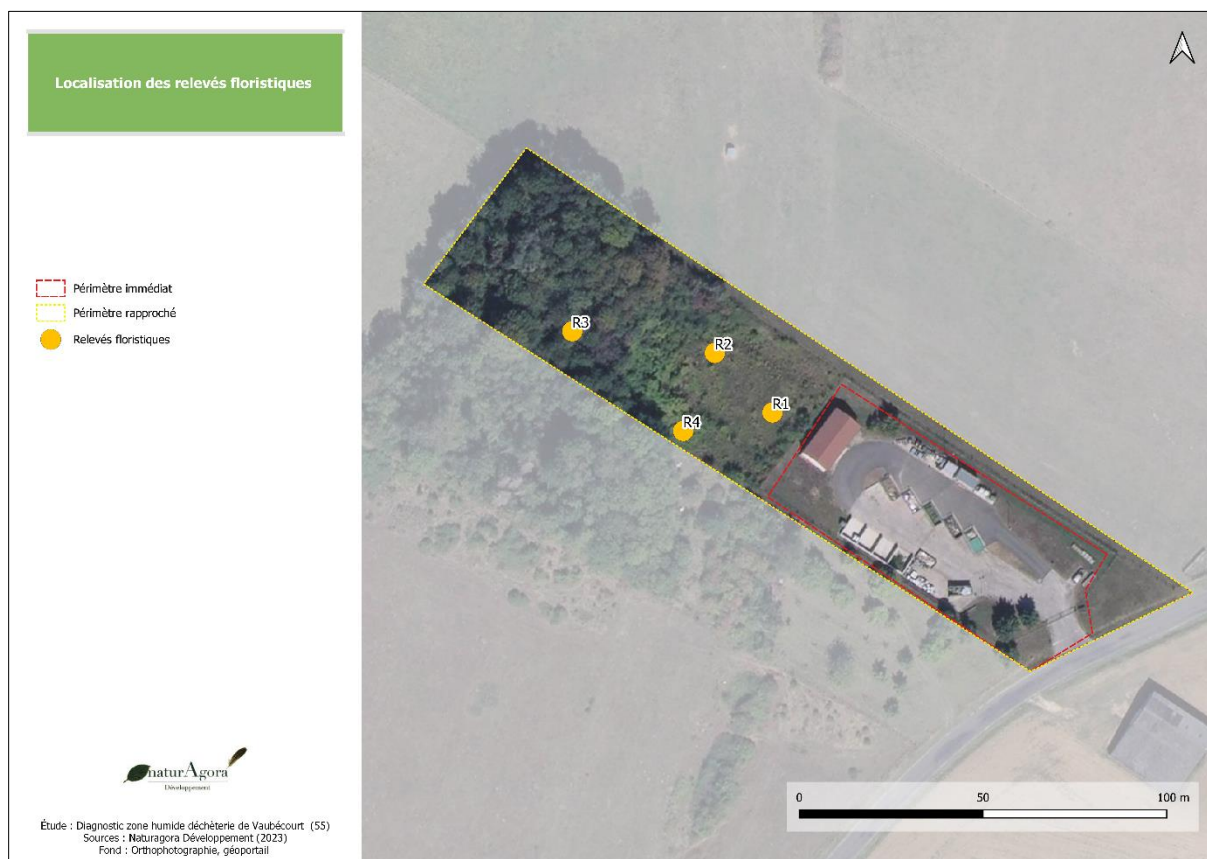 Localisation des relevés floristiques
Périmètre immédiat
Périmètre rapproché
Relevés floristiques
R3
R2
R1
R4
naturAgora
Développement
Étude : Diagnostic zone humide déchèterie de Vaubécourt (55)
Sources : Naturagora Développement (2023)
Fond : Orthophotographie, géoportail
0 50 100 m